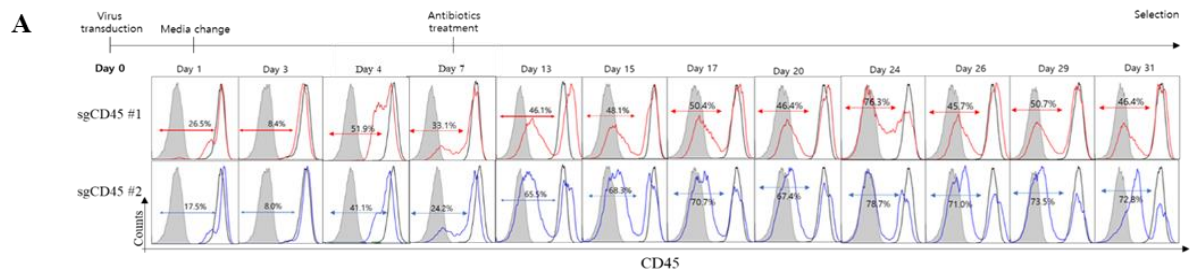 A
Virus transduction
Media change
Antibiotics treatment
Selection
Day 0
Day 1
Day 3
Day 4
Day 7
Day 13
Day 15
Day 17
Day 20
Day 24
Day 26
Day 29
Day 31
sgCD45 #1
26.5%
8.4%
51.9%
33.1%
46.1%
48.1%
50.4%
46.4%
76.3%
45.7%
50.7%
46.4%
sgCD45 #2
17.5%
8.0%
41.1%
24.2%
65.5%
68.3%
70.7%
67.4%
78.7%
71.0%
73.5%
72.8%
Counts
CD45